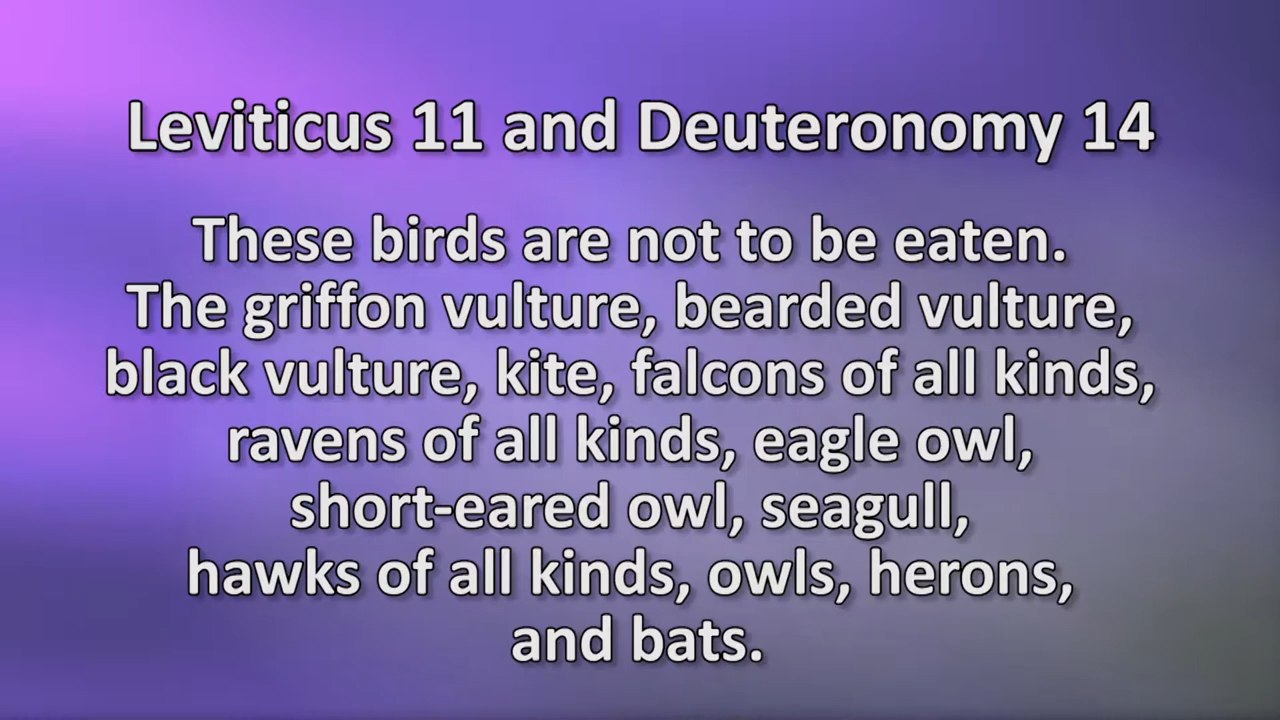 Leviticus 11 and Deuteronomy 14
These birds are not to be eaten.
The griffon vulture, bearded vulture,
black vulture, kite, falcons of all kinds,
ravens of all kinds, eagle owl,
short-eared owl, seagull,
hawks of all kinds, owls, herons,
and bats.